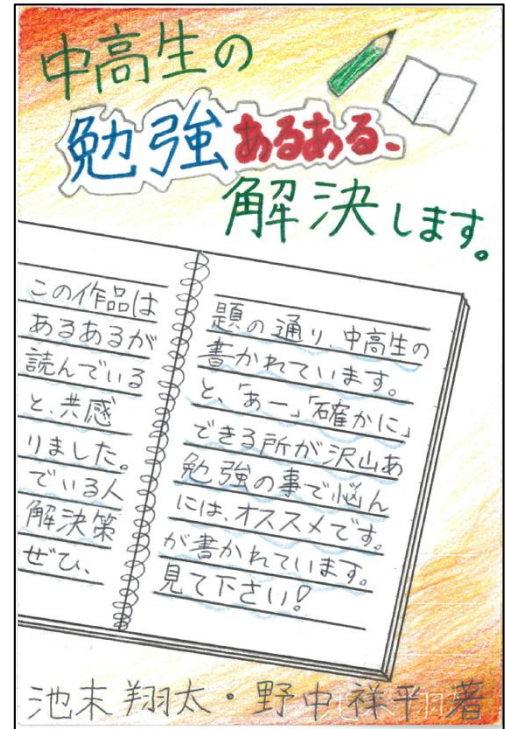 中高生の
勉強あるある、
解決します。
この作品は 題の通り、中高生の
あるあるが 書かれています。
読んでいる と、「あー」「確かに」
と、共感 できる所が沢山あ
りました。 勉強の事で悩ん
でいる人 には、オススメです。
解決策 が書かれています。
ぜひ、 見て下さい!
池末翔太・野中祥平著